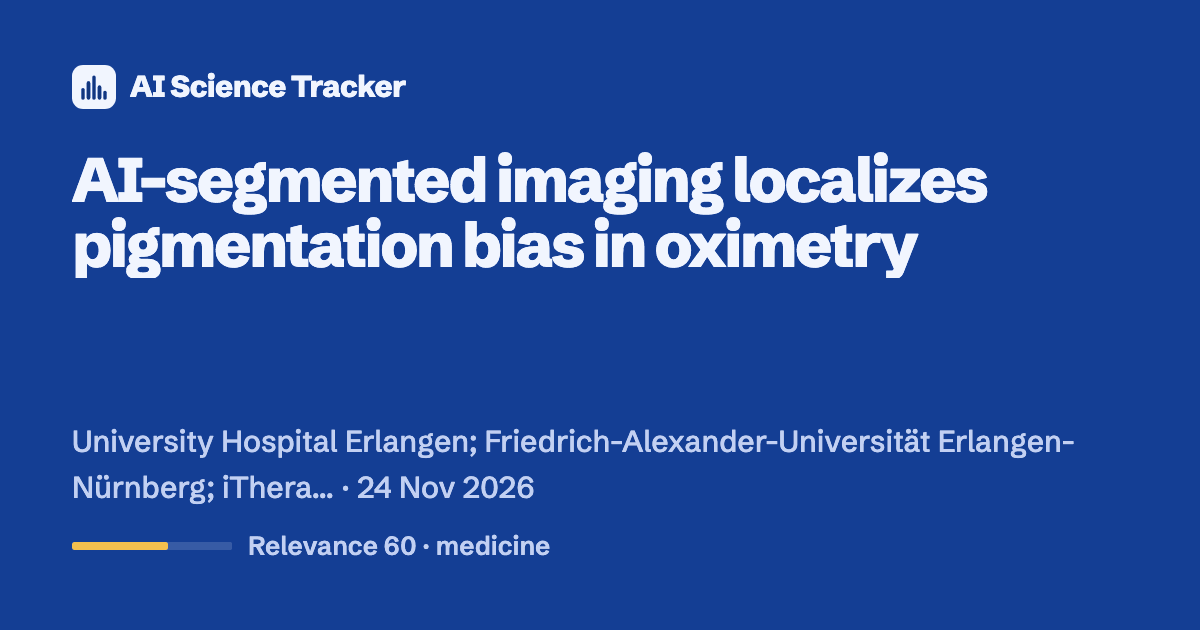 AI Science Tracker
AI-segmented imaging localizes
pigmentation bias in oximetry
University Hospital Erlangen; Friedrich-Alexander-Universität Erlangen-
Nürnberg; iThera... · 24 Nov 2026
Relevance 60 · medicine